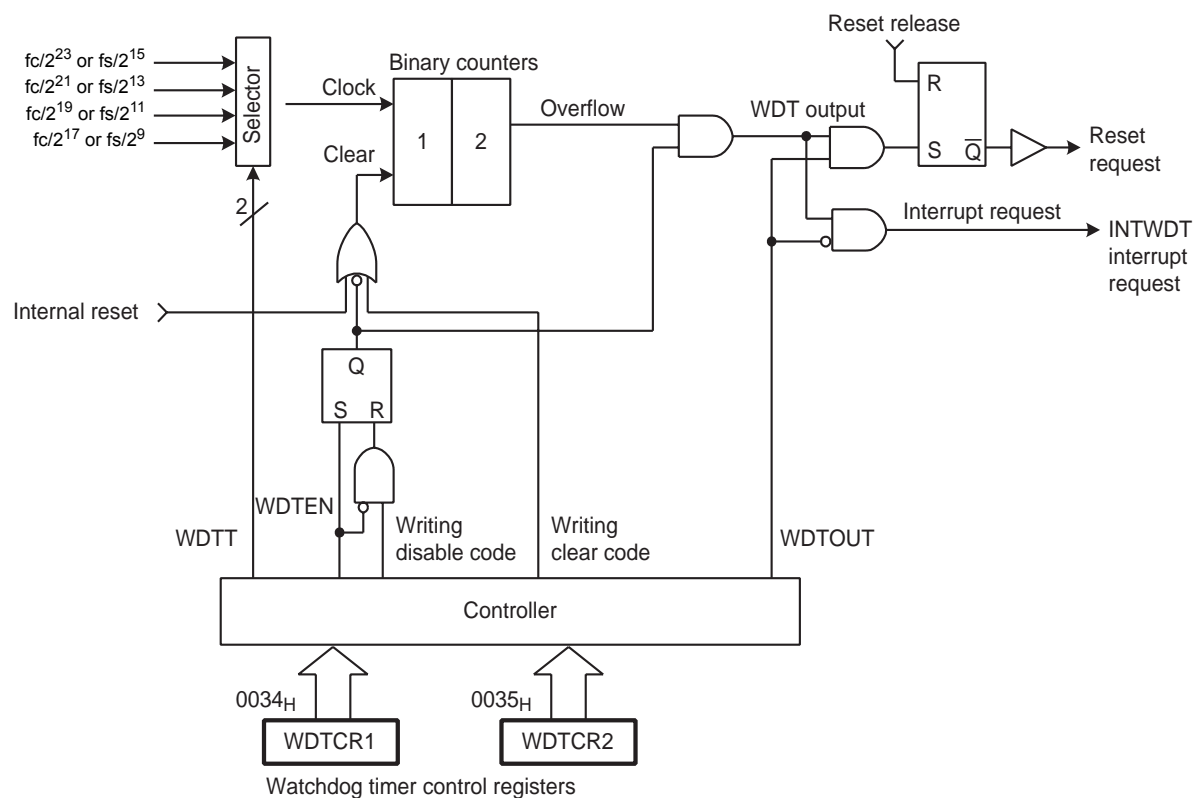 Reset release
fc/2^23 or fs/2^15
fc/2^21 or fs/2^13
fc/2^19 or fs/2^11
fc/2^17 or fs/2^9
Selector
Binary counters
Clock
Clear
1
2
Overflow
WDT output
R
S
Q̅
Reset
request
2
Interrupt request
INTWDT
interrupt
request
Internal reset
Q
S
R
WDTEN
WDTT
Writing
disable code
Writing
clear code
WDTOUT
Controller
0034H
0035H
WDTCR1
WDTCR2
Watchdog timer control registers